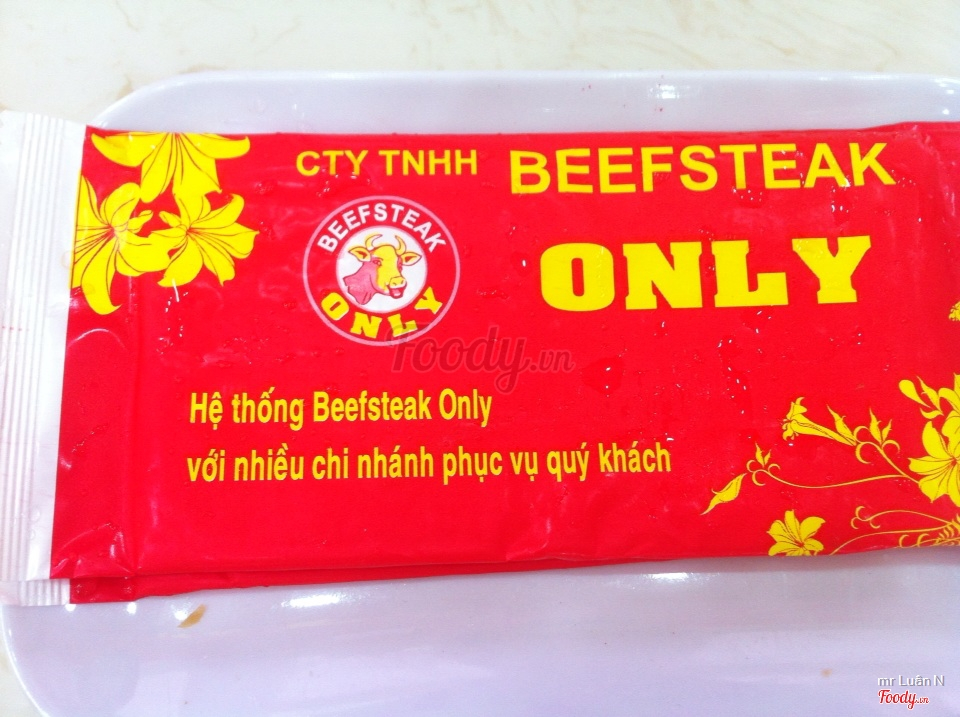 CTY TNHH BEEFSTEAK
ONLY
BEEFSTEAK
ONLY
Foody.vn
Hệ thống Beefsteak Only
với nhiều chi nhánh phục vụ quý khách
mr Luân N
Foody.vn